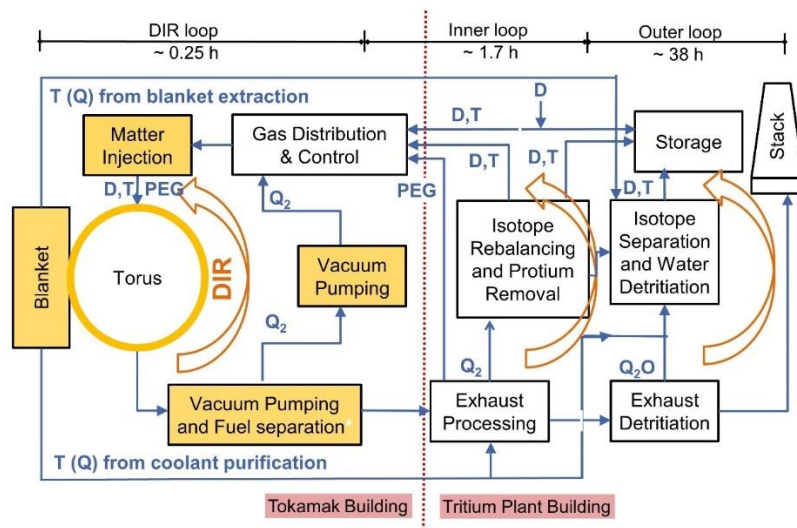 DIR loop
~ 0.25 h
Inner loop
~ 1.7 h
Outer loop
~ 38 h
T (Q) from blanket extraction
D
Matter
Injection
Gas Distribution
& Control
D,T
Storage
Stack
D,T
D,T
D,T
PEG
Q2
PEG
D,T
Blanket
Torus
DIR
Vacuum
Pumping
Isotope
Rebalancing
and Protium
Removal
Isotope
Separation
and Water
Detritiation
Q2
Q2
Q2O
Vacuum Pumping
and Fuel separation*
Exhaust
Processing
Exhaust
Detritiation
T (Q) from coolant purification
Tokamak Building
Tritium Plant Building